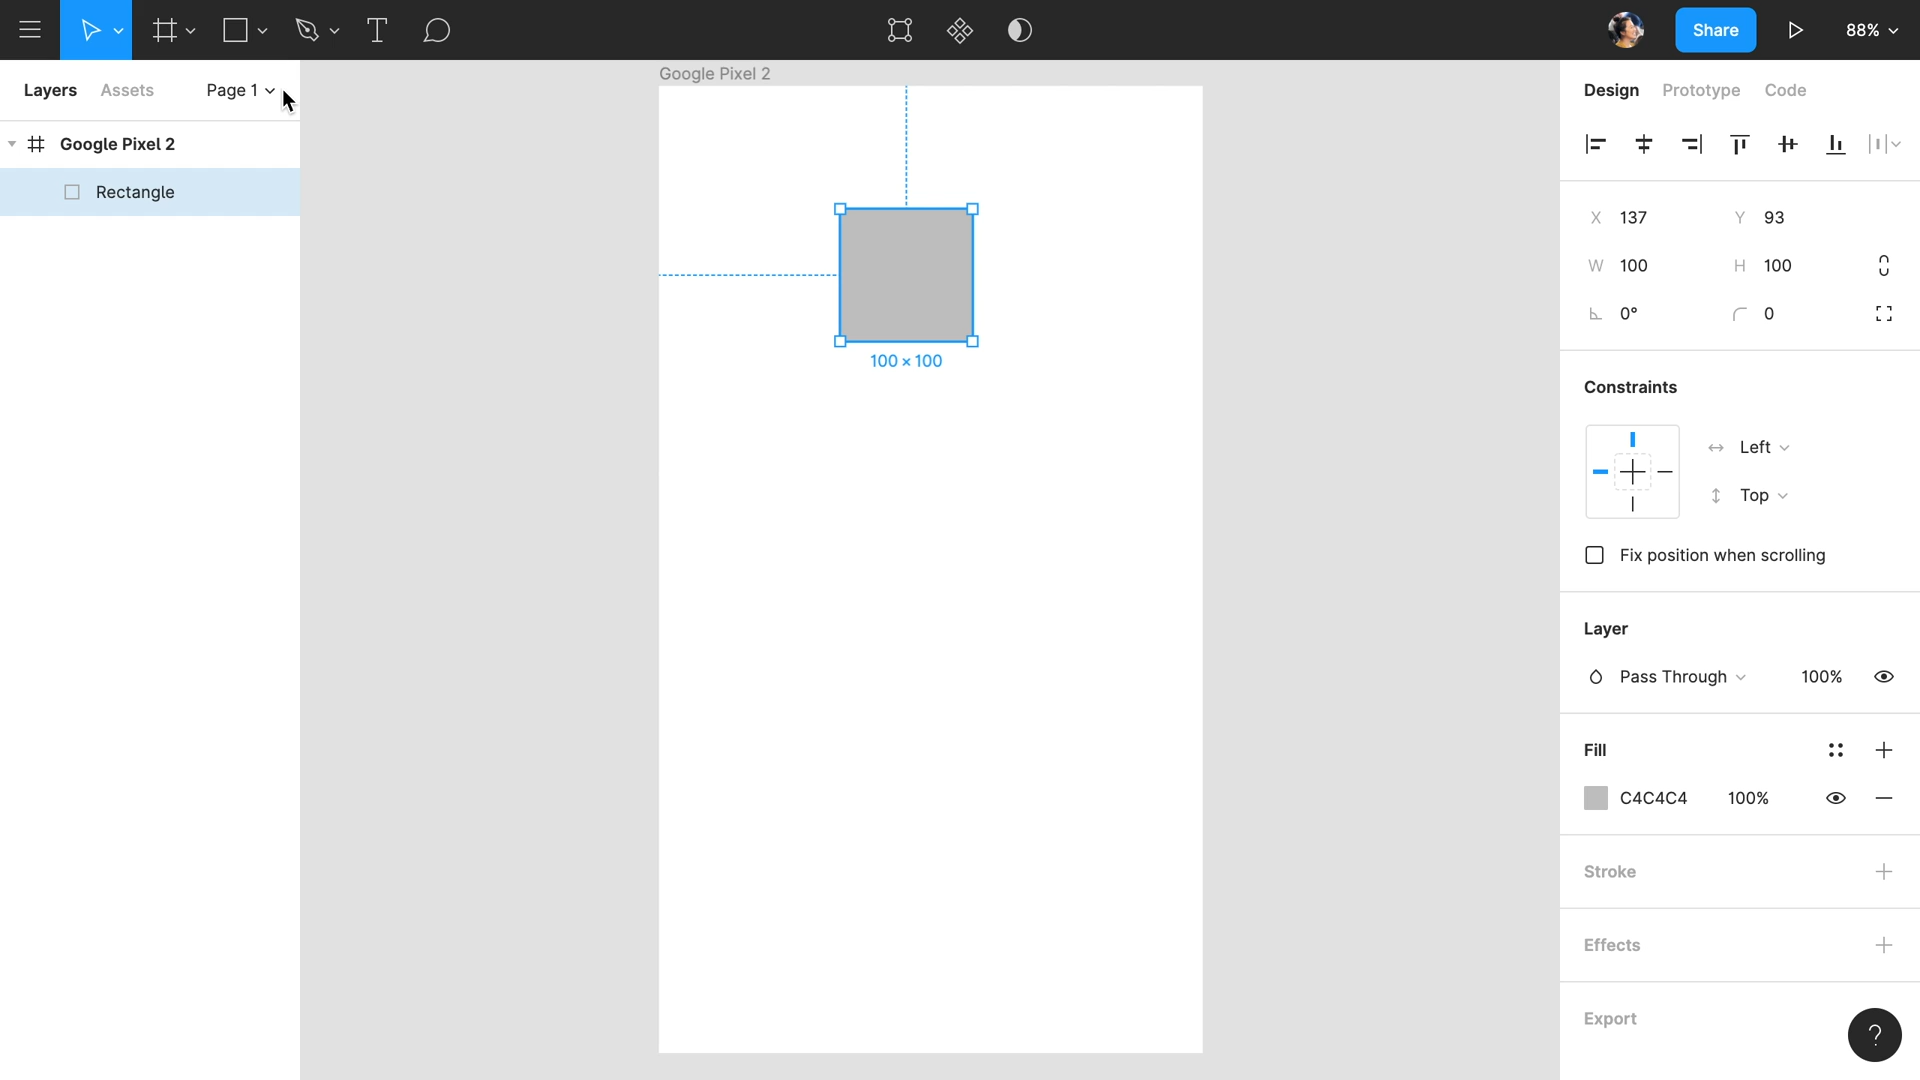 Share
88%
Layers
Assets
Page 1
Google Pixel 2
Rectangle
Google Pixel 2
100 × 100
Design
Prototype
Code
X 137
Y 93
W 100
H 100
0°
0
Constraints
Left
Top
Fix position when scrolling
Layer
Pass Through
100%
Fill
C4C4C4
100%
Stroke
Effects
Export
?